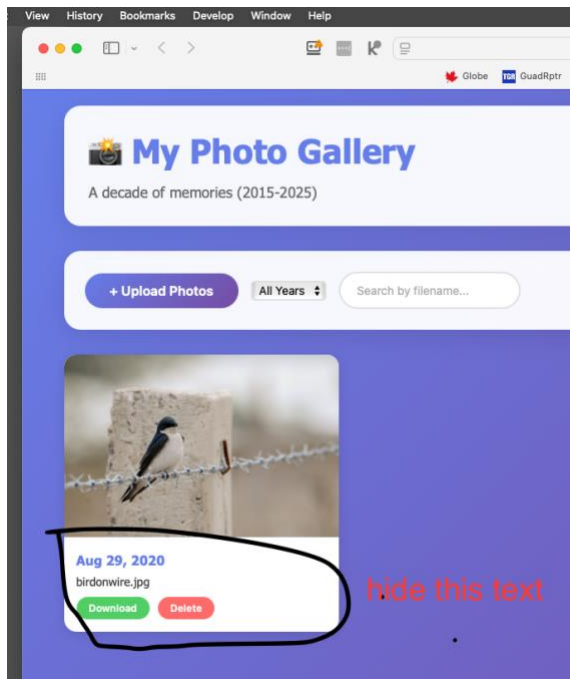 View History Bookmarks Develop Window Help
Globe TGR GuadRptr
My Photo Gallery
A decade of memories (2015-2025)
+ Upload Photos All Years Search by filename...
Aug 29, 2020
birdonwire.jpg
Download Delete
hide this text